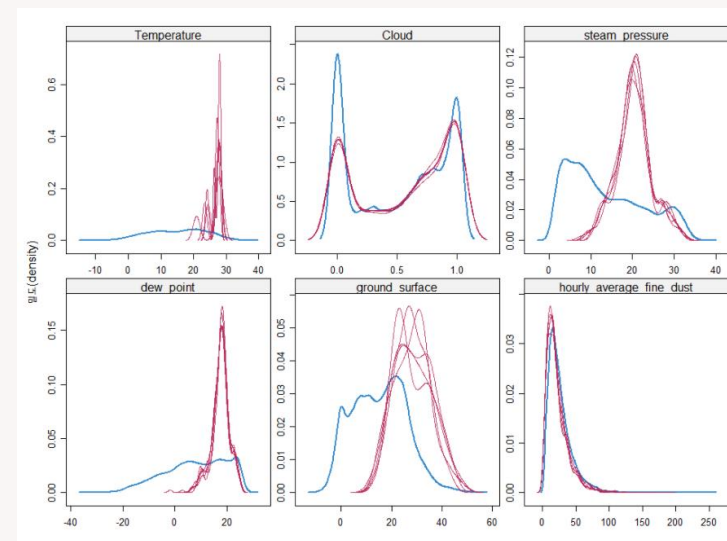 Temperature
Cloud
steam pressure
0.0 0.2 0.4 0.6
-10 0 10 20 30 40
0.0 0.5 1.0 1.5 2.0
0.0 0.5 1.0
0.00 0.02 0.04 0.06 0.08 0.10 0.12
0 10 20 30 40
밀도(density)
dew point
ground surface
hourly average fine dust
0.00 0.05 0.10 0.15
-40 -20 0 20
0.00 0.01 0.02 0.03 0.04 0.05
0 20 40 60
0.00 0.01 0.03
0 50 100 150 200 250